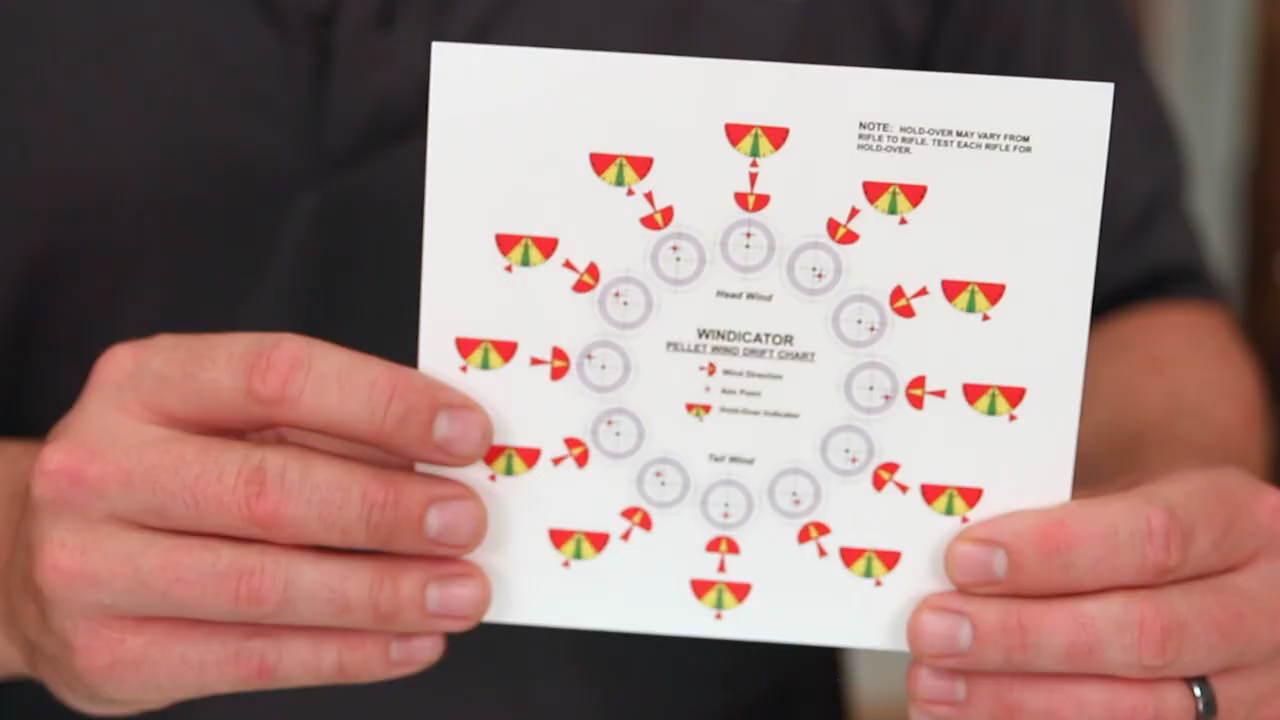 NOTE: HOLD-OVER MAY VARY FROM
RIFLE TO RIFLE. TEST EACH RIFLE FOR
HOLD-OVER.
Head Wind
WINDICATOR
PELLET WIND DRIFT CHART
Wind Direction
Aim Point
Hold-Over Indicator
Tail Wind